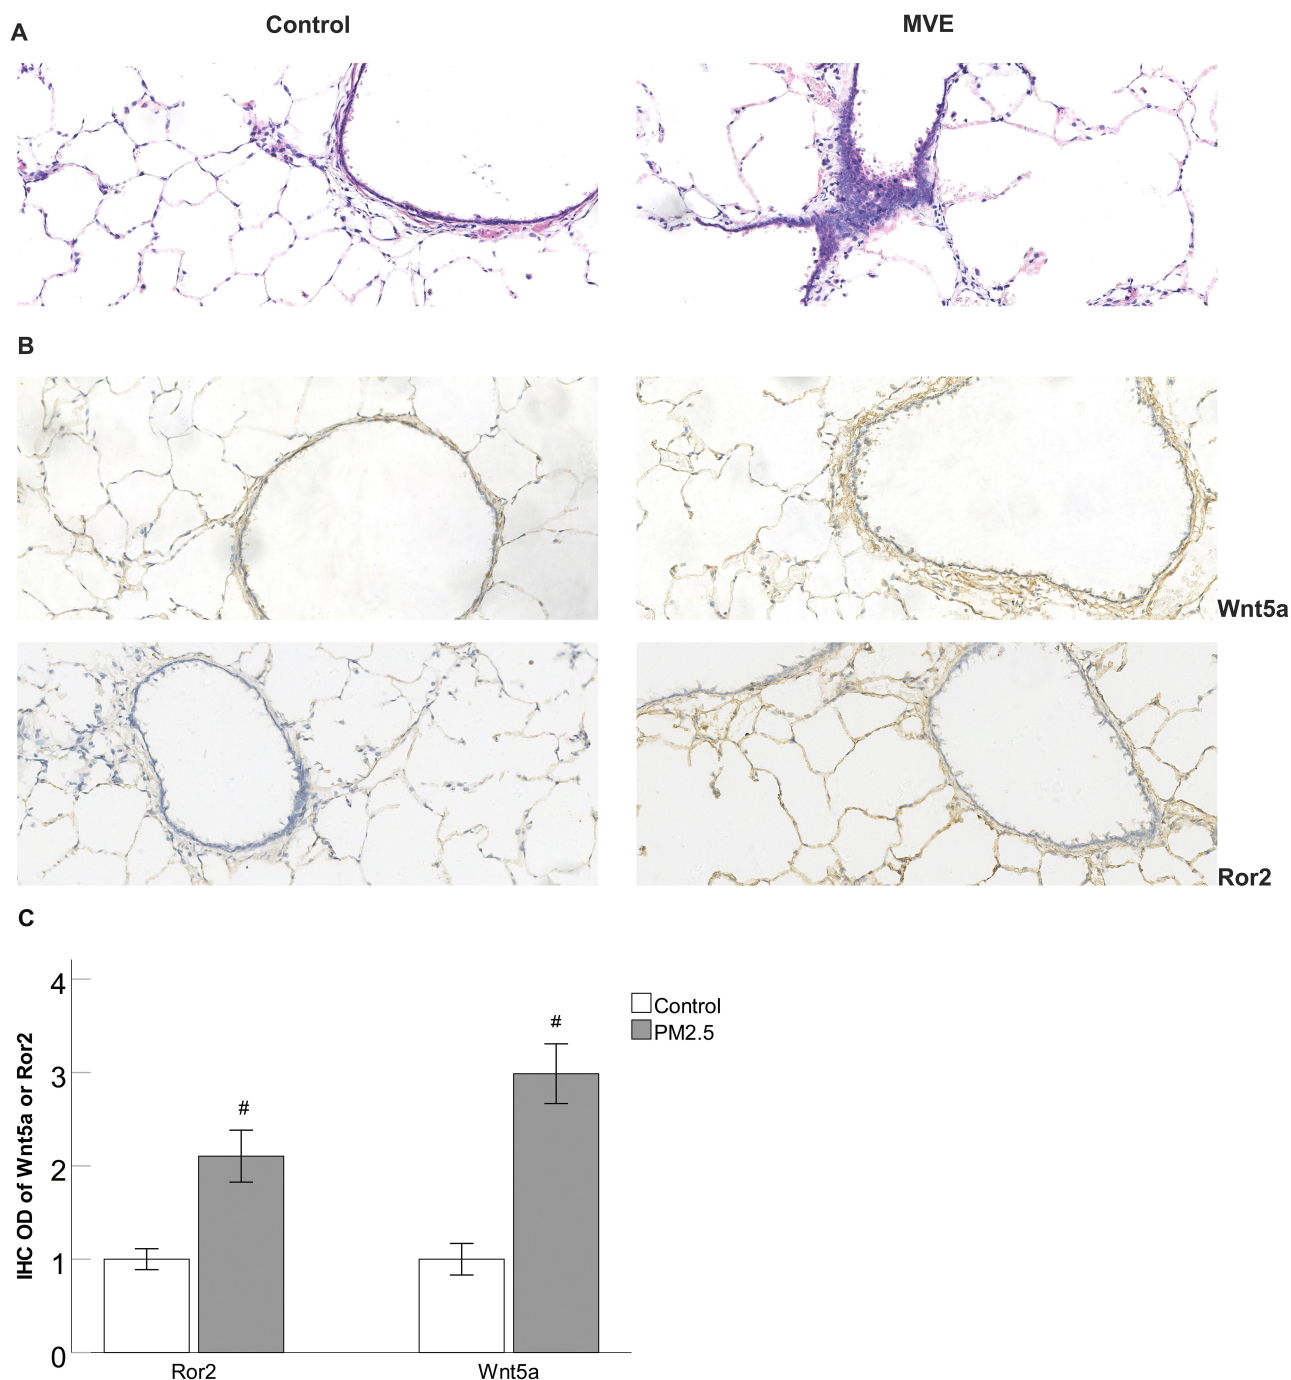 A
Control
MVE
B
Wnt5a
Ror2
C
IHC OD of Wnt5a or Ror2
4
3
2
1
0
#
#
Control
PM2.5
Ror2
Wnt5a